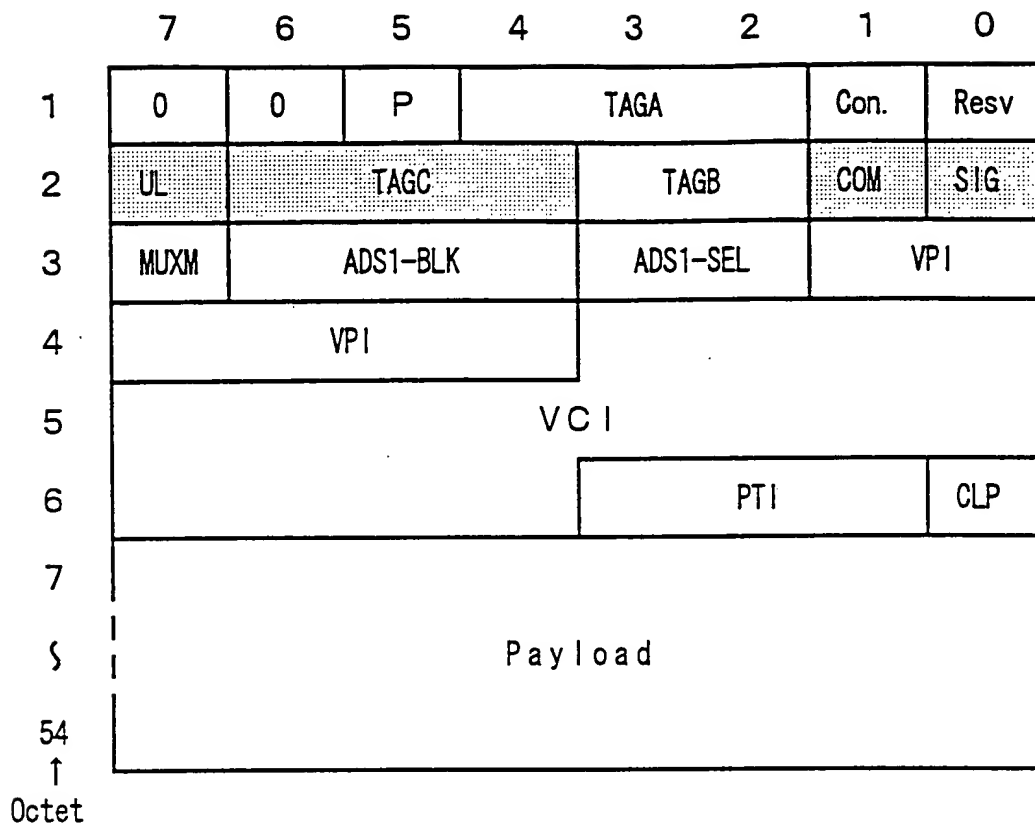 7 6 5 4 3 2 1 0
1 0 0 P TAGA Con. Resv
2 UL TAGC TAGB COM SIG
3 MUXM ADS1-BLK ADS1-SEL VPI
4 VPI
5 VCI
6 PTI CLP
7
∫ Payload
54
↑
Octet